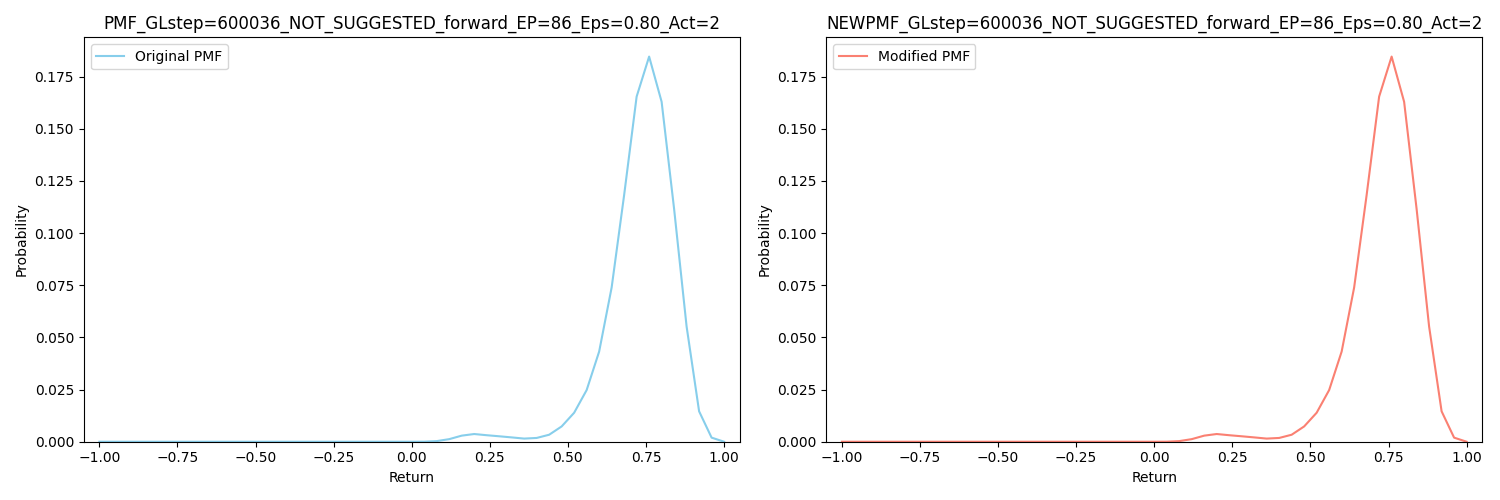 PMF_GLstep=600036_NOT_SUGGESTED_forward_EP=86_Eps=0.80_Act=2
Original PMF
Probability
0.175
0.150
0.125
0.100
0.075
0.050
0.025
0.000
−1.00 −0.75 −0.50 −0.25 0.00 0.25 0.50 0.75 1.00
Return
NEWPMF_GLstep=600036_NOT_SUGGESTED_forward_EP=86_Eps=0.80_Act=2
Modified PMF
Probability
0.175
0.150
0.125
0.100
0.075
0.050
0.025
0.000
−1.00 −0.75 −0.50 −0.25 0.00 0.25 0.50 0.75 1.00
Return